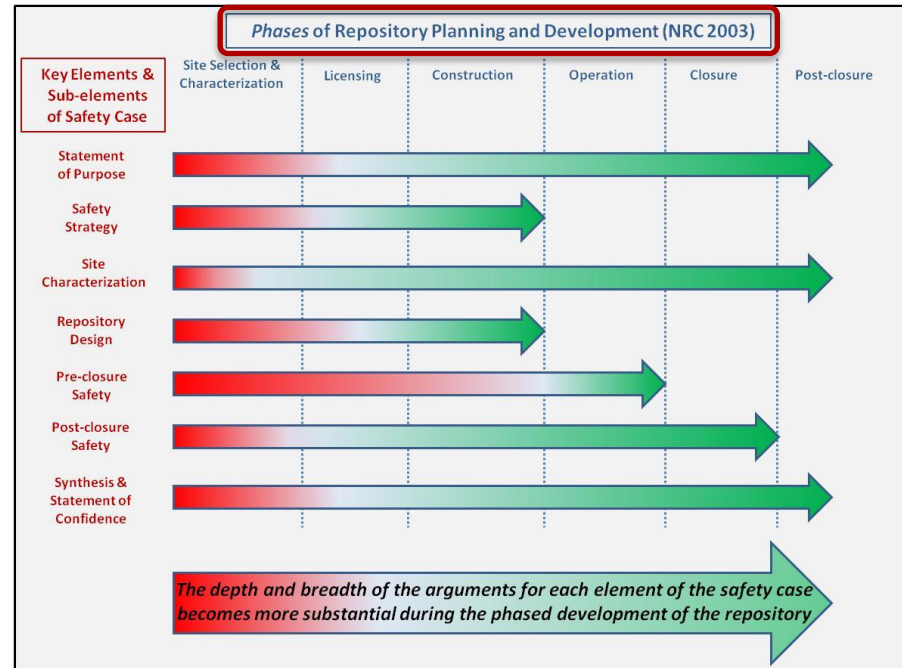 Phases of Repository Planning and Development (NRC 2003)
Key Elements &
Sub-elements
of Safety Case
Site Selection &
Characterization
Licensing
Construction
Operation
Closure
Post-closure
Statement
of Purpose
Safety
Strategy
Site
Characterization
Repository
Design
Pre-closure
Safety
Post-closure
Safety
Synthesis &
Statement of
Confidence
The depth and breadth of the arguments for each element of the safety case
becomes more substantial during the phased development of the repository